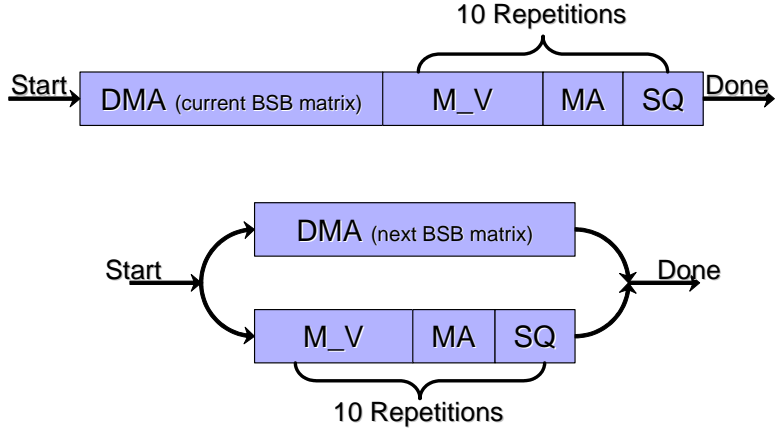 10 Repetitions
Start
DMA (current BSB matrix)
M_V
MA
SQ
Done
DMA (next BSB matrix)
Start
Done
M_V
MA
SQ
10 Repetitions